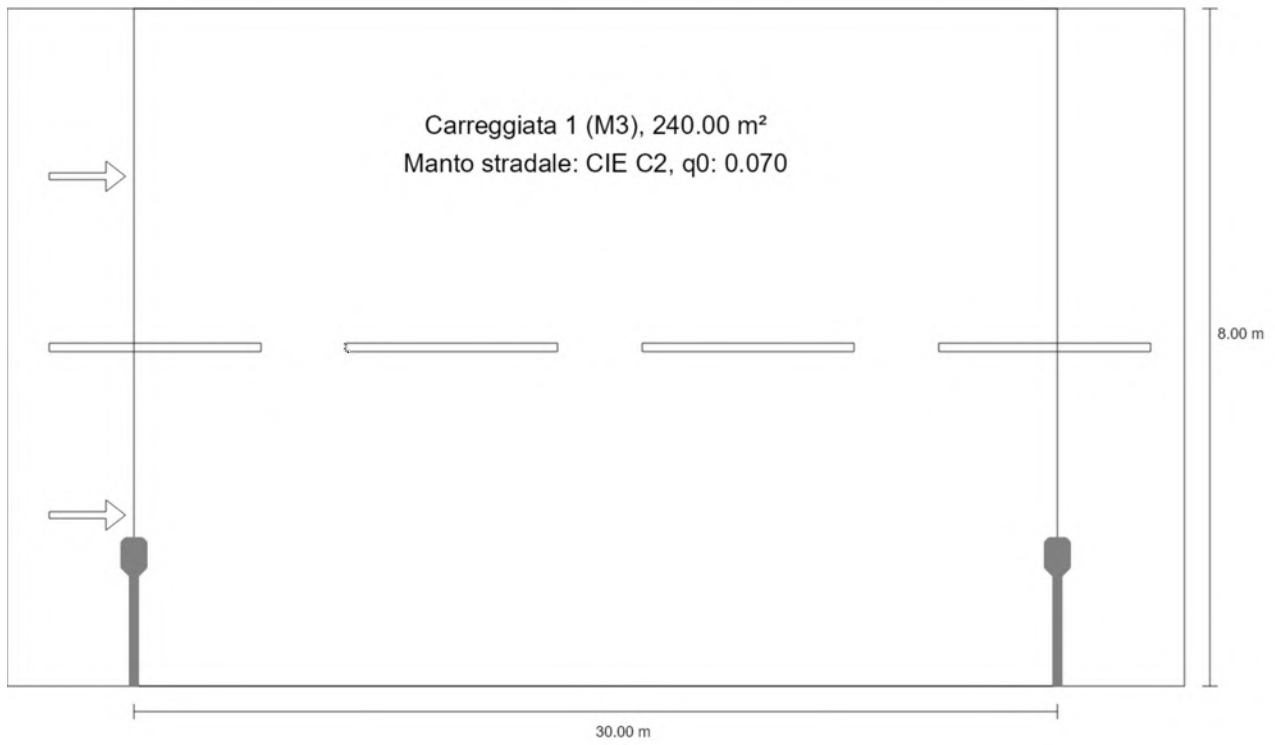 Carreggiata 1 (M3), 240.00 m²
Manto stradale: CIE C2, q0: 0.070
8.00 m
30.00 m